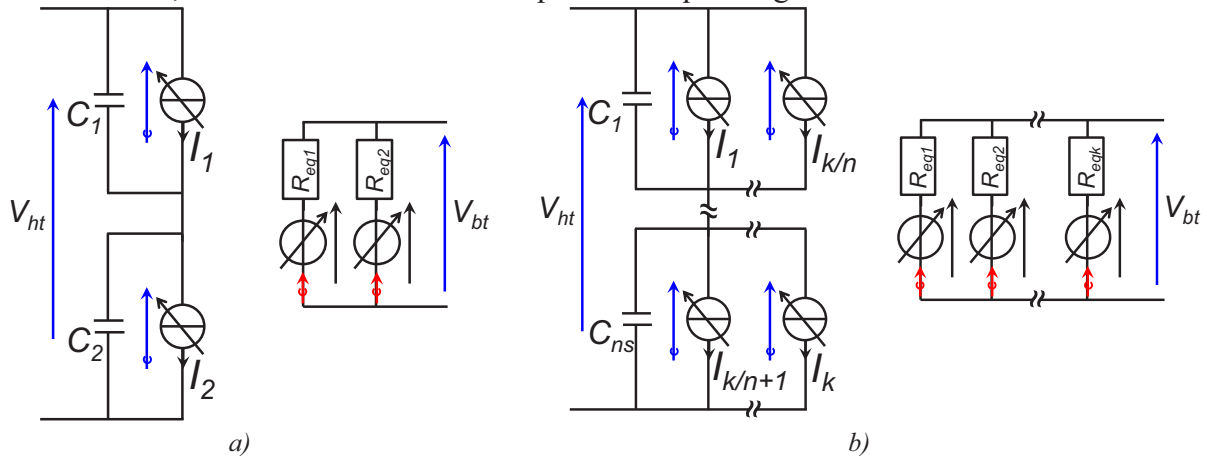 C1
I1
Req1
Req2
Vht
Vbt
C2
I2
a)
C1
I1
Ik/n
Req1
Req2
Reqk
Vht
Vbt
Cns
Ik/n+1
Ik
b)